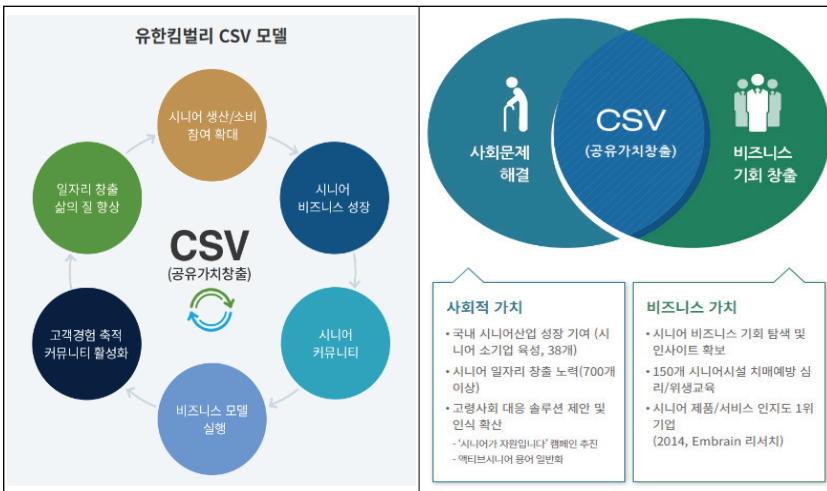 유한킴벌리 CSV 모델
시니어 생산/소비
참여 확대
시니어
비즈니스 성장
시니어
커뮤니티
비즈니스 모델
실행
고객경험 축적
커뮤니티 활성화
일자리 창출
삶의 질 향상
CSV
(공유가치창출)
사회문제
해결
CSV
(공유가치창출)
비즈니스
기회 창출
사회적 가치
• 국내 시니어산업 성장 기여 (시
니어 소기업 육성, 38개)
• 시니어 일자리 창출 노력(700개
이상)
• 고령사회 대응 솔루션 제안 및
인식 확산
- ‘시니어가 자원입니다’ 캠페인 추진
- 액티브시니어 용어 일반화
비즈니스 가치
• 시니어 비즈니스 기회 탐색 및
인사이트 확보
• 150개 시니어시설 치매예방 심
리/위생교육
• 시니어 제품/서비스 인지도 1위
기업
(2014, Embrain 리서치)